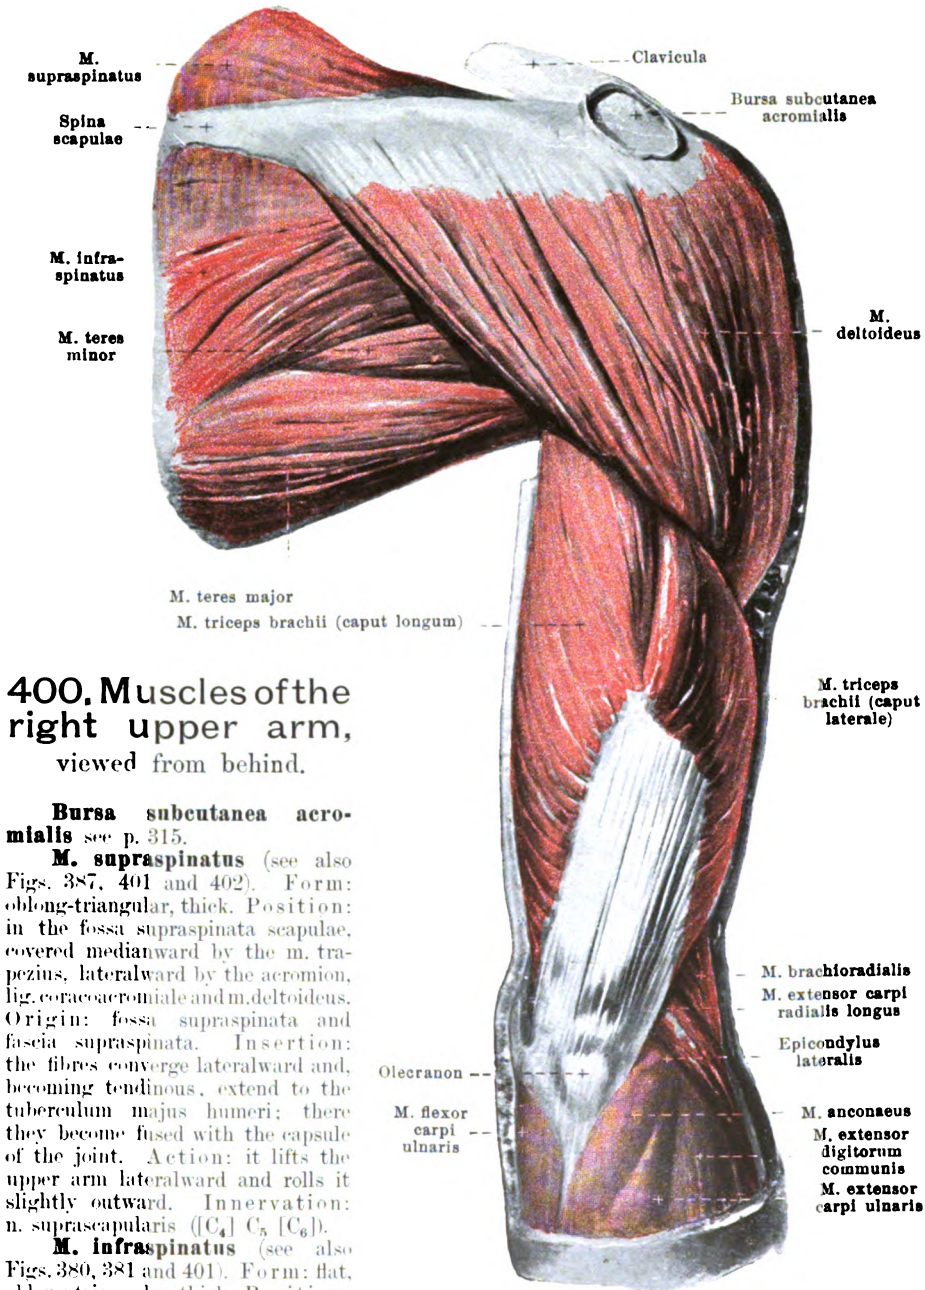 M.
supraspinatus
Clavicula
Bursa subcutanea
acromialis
Spina
scapulae
M. infra-
spinatus
M. teres
minor
M.
deltoideus
M. teres major
M. triceps brachii (caput longum)
M. triceps
brachii (caput
laterale)
400. Muscles of the
right upper arm,
viewed from behind.
Bursa subcutanea acro-
mialis see p. 315.
M. supraspinatus (see also
Figs. 387, 401 and 402). Form:
oblong-triangular, thick. Position:
in the fossa supraspinata scapulae,
covered medianward by the m. tra-
pezius, lateralward by the acromion,
lig. coracoacromiale and m. deltoideus.
Origin: fossa supraspinata and
fascia supraspinata. Insertion:
the fibres converge lateralward and,
becoming tendinous, extend to the
tuberculum majus humeri; there
they become fused with the capsule
of the joint. Action: it lifts the
upper arm lateralward and rolls it
slightly outward. Innervation:
n. suprascapularis ([C₄] C₅ [C₆]).
M. infraspinatus (see also
Figs. 380, 381 and 401). Form: flat,
M. brachioradialis
M. extensor carpi
radialis longus
Epicondylus
lateralis
Olecranon
M. flexor
carpi
ulnaris
M. anconaeus
M. extensor
digitorum
communis
M. extensor
carpi ulnaris